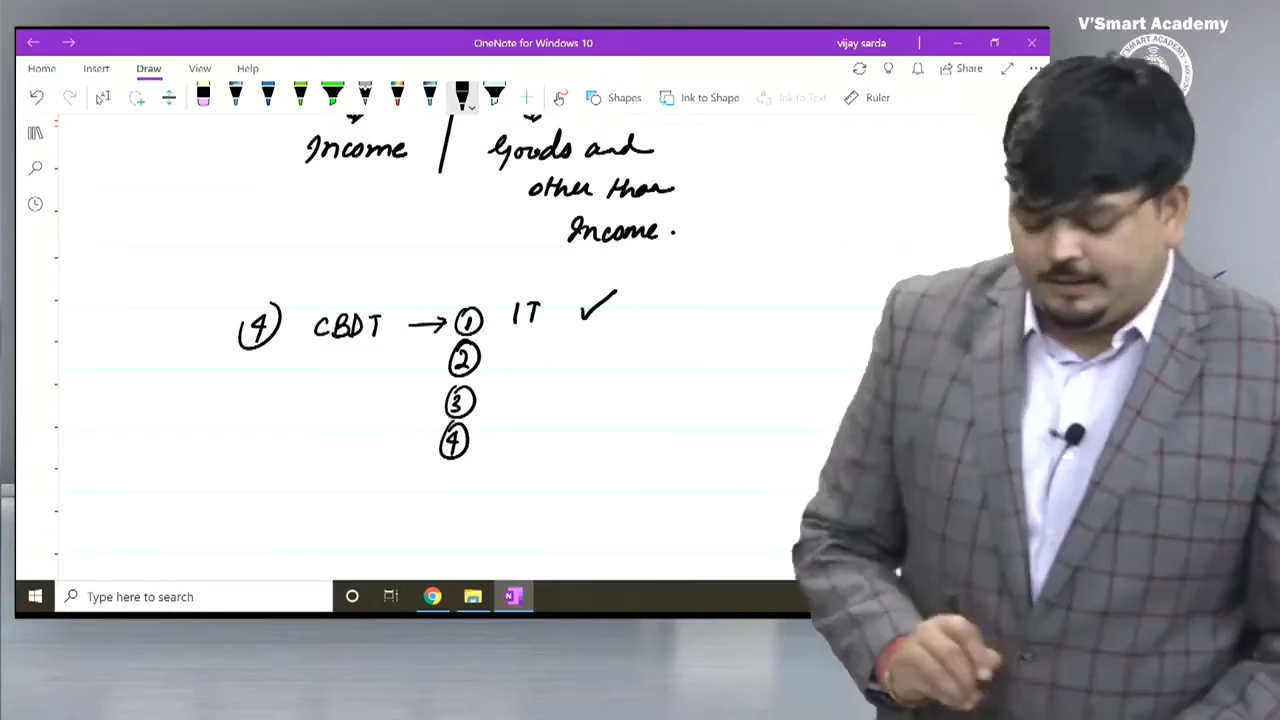 V'Smart Academy
OneNote for Windows 10
vijay sarda
Home Insert Draw View Help
Share
Shapes
Ink to Shape
Ink to Text
Ruler
Income / Goods and
other than
Income.
④ CBDT → ① IT ✓
②
③
④
Type here to search